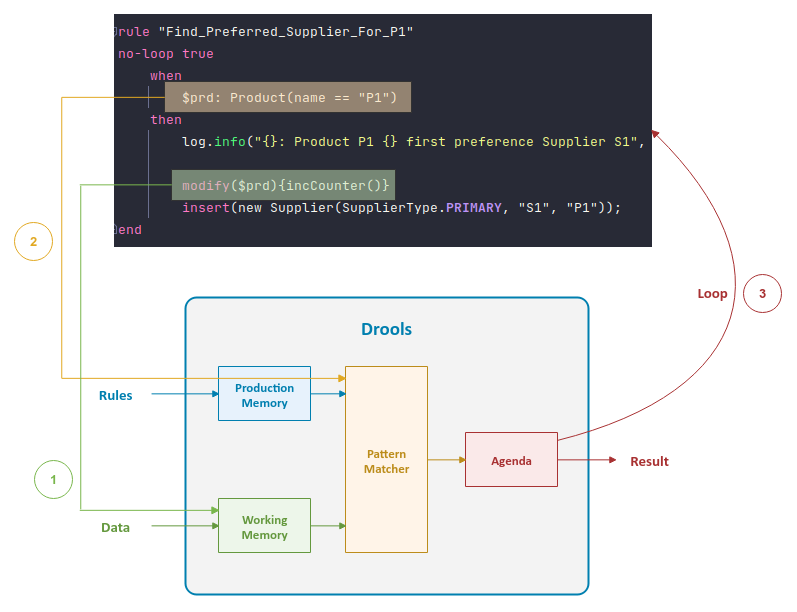 rule "Find_Preferred_Supplier_For_P1"
no-loop true
when
$prd: Product(name == "P1")
then
log.info("{}: Product P1 {} first preference Supplier S1",
modify($prd){incCounter()}
insert(new Supplier(SupplierType.PRIMARY, "S1", "P1"));
end
2
Loop
3
Drools
Rules
Production
Memory
Pattern
Matcher
Agenda
Result
1
Data
Working
Memory